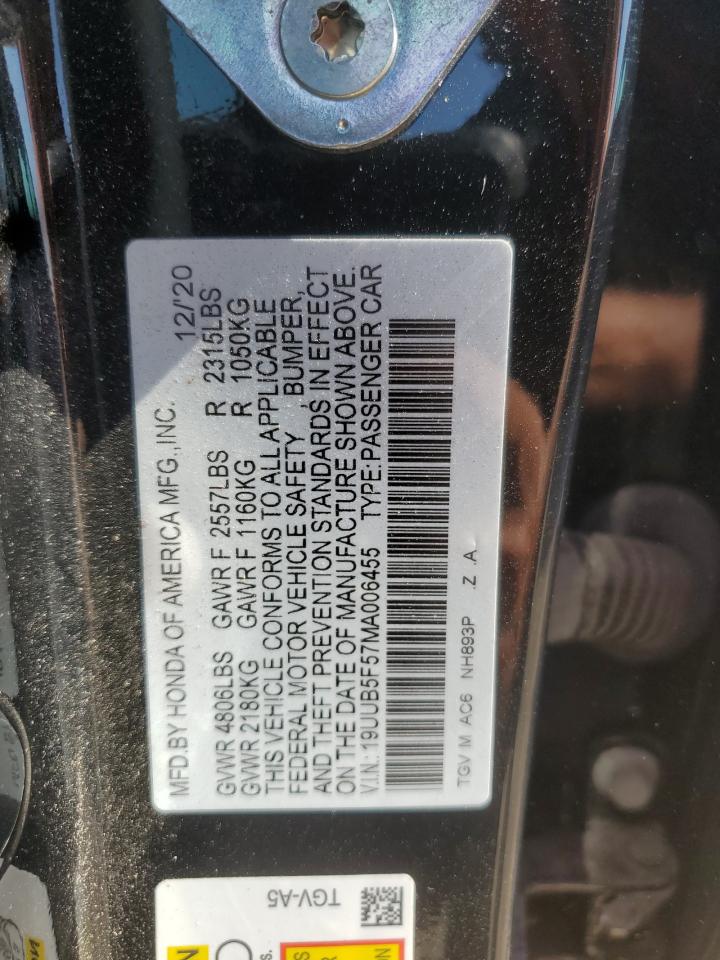 MFD.BY HONDA OF AMERICA MFG.,INC. 12/'20
GVWR 4806LBS GAWR F 2557LBS R 2315LBS
GVWR 2180KG GAWR F 1160KG R 1050KG
THIS VEHICLE CONFORMS TO ALL APPLICABLE
FEDERAL MOTOR VEHICLE SAFETY , BUMPER,
AND THEFT PREVENTION STANDARDS IN EFFECT
ON THE DATE OF MANUFACTURE SHOWN ABOVE.
V.I.N.: 19UUB5F57MA006455 TYPE:PASSENGER CAR
TGV M AC6 NH893P .Z .A
TGV-A5